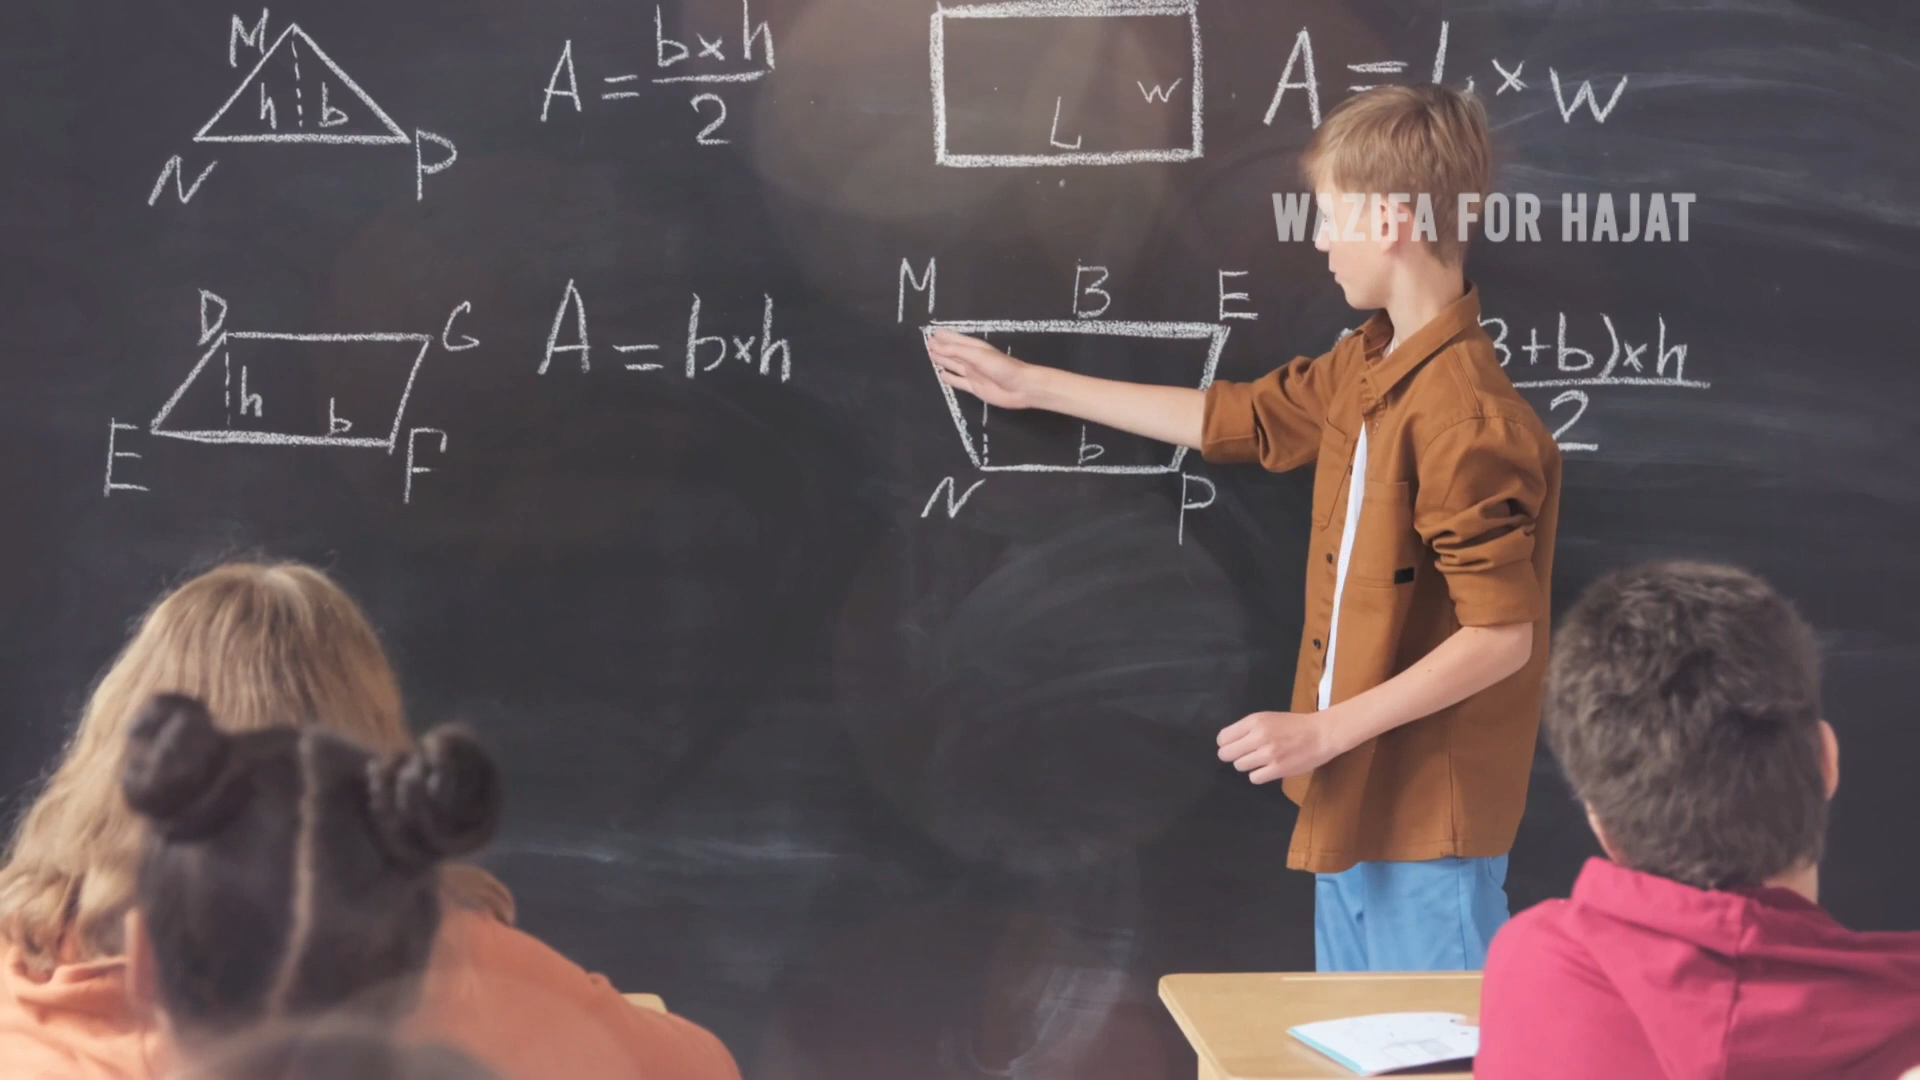 M
h b
N P
A = b×h
2
W
L
A = L × W
WAZIFA FOR HAJAT
D G
h b
E F
A = b×h
M B E
b
N P
+b)×h
2